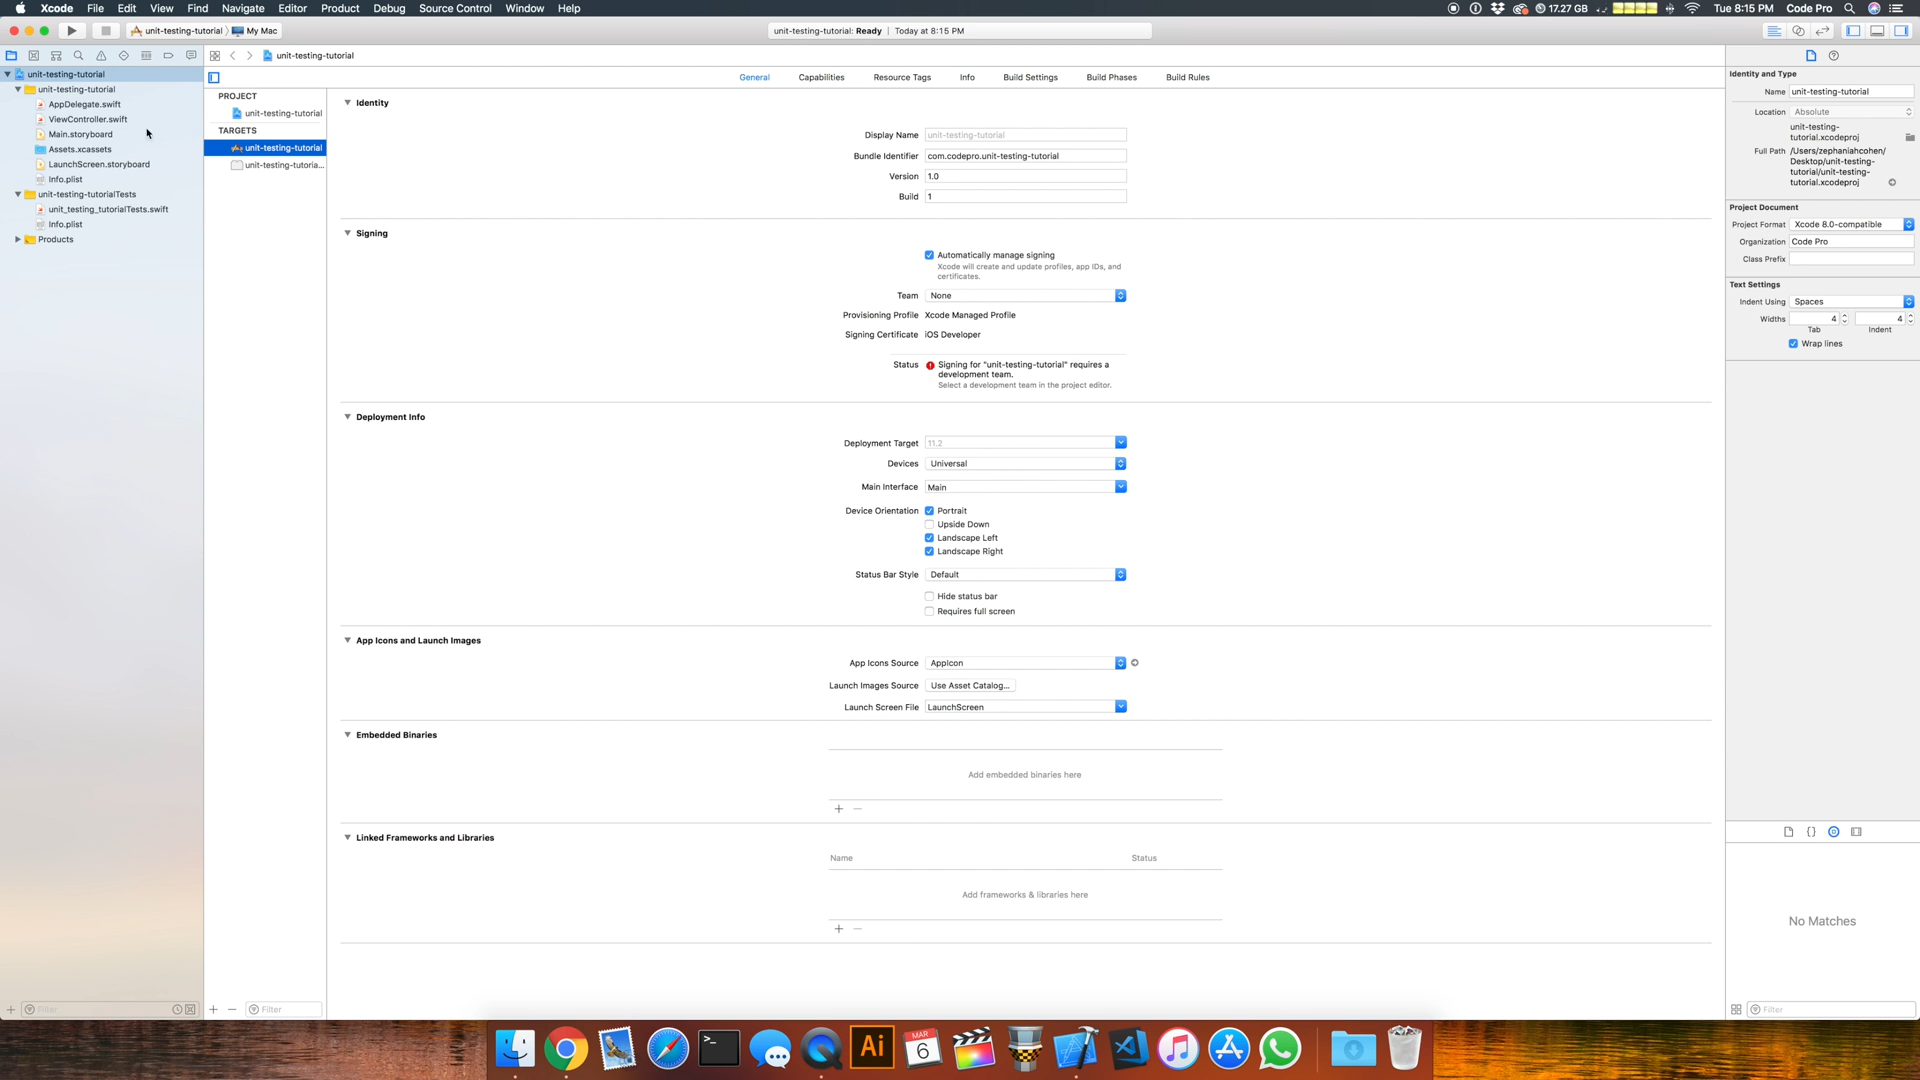 Xcode File Edit View Find Navigate Editor Product Debug Source Control Window Help
17.27 GB Tue 8:15 PM Code Pro
unit-testing-tutorial My Mac
unit-testing-tutorial: Ready | Today at 8:15 PM
unit-testing-tutorial
unit-testing-tutorial
AppDelegate.swift
ViewController.swift
Main.storyboard
Assets.xcassets
LaunchScreen.storyboard
Info.plist
unit-testing-tutorialTests
unit_testing_tutorialTests.swift
Info.plist
Products
Filter
unit-testing-tutorial
General Capabilities Resource Tags Info Build Settings Build Phases Build Rules
PROJECT
unit-testing-tutorial
TARGETS
unit-testing-tutorial
unit-testing-tutoria...
Filter
Identity
Display Name unit-testing-tutorial
Bundle Identifier com.codepro.unit-testing-tutorial
Version 1.0
Build 1
Signing
Automatically manage signing
Xcode will create and update profiles, app IDs, and
certificates.
Team None
Provisioning Profile Xcode Managed Profile
Signing Certificate iOS Developer
Status Signing for "unit-testing-tutorial" requires a
development team.
Select a development team in the project editor.
Deployment Info
Deployment Target 11.2
Devices Universal
Main Interface Main
Device Orientation Portrait
Upside Down
Landscape Left
Landscape Right
Status Bar Style Default
Hide status bar
Requires full screen
App Icons and Launch Images
App Icons Source AppIcon
Launch Images Source Use Asset Catalog...
Launch Screen File LaunchScreen
Embedded Binaries
Add embedded binaries here
Linked Frameworks and Libraries
Name Status
Add frameworks & libraries here
Identity and Type
Name unit-testing-tutorial
Location Absolute
unit-testing-
tutorial.xcodeproj
Full Path /Users/zephaniahcohen/
Desktop/unit-testing-
tutorial/unit-testing-
tutorial.xcodeproj
Project Document
Project Format Xcode 8.0-compatible
Organization Code Pro
Class Prefix
Text Settings
Indent Using Spaces
Widths 4 4
Tab Indent
Wrap lines
{}
No Matches
Filter
>_
Ai
MAR
6